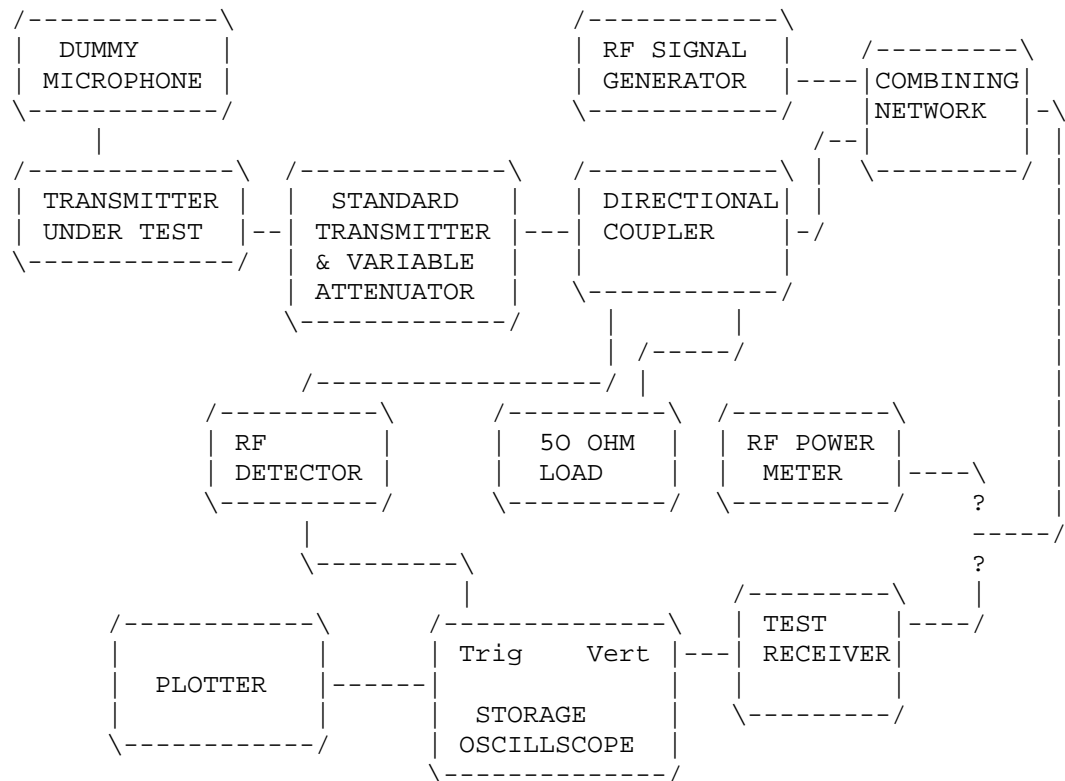 DUMMY
MICROPHONE
RF SIGNAL
GENERATOR
COMBINING
NETWORK
TRANSMITTER
UNDER TEST
STANDARD
TRANSMITTER
& VARIABLE
ATTENUATOR
DIRECTIONAL
COUPLER
RF
DETECTOR
50 OHM
LOAD
RF POWER
METER
?
?
PLOTTER
Trig Vert
STORAGE
OSCILLSCOPE
TEST
RECEIVER